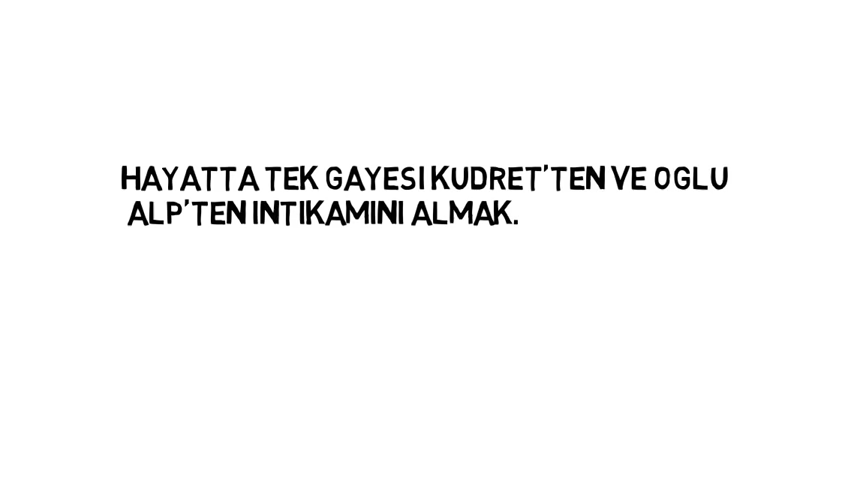 HAYATTA TEK GAYESI KUDRET'TEN VE OGLU
ALP'TEN INTIKAMINI ALMAK.